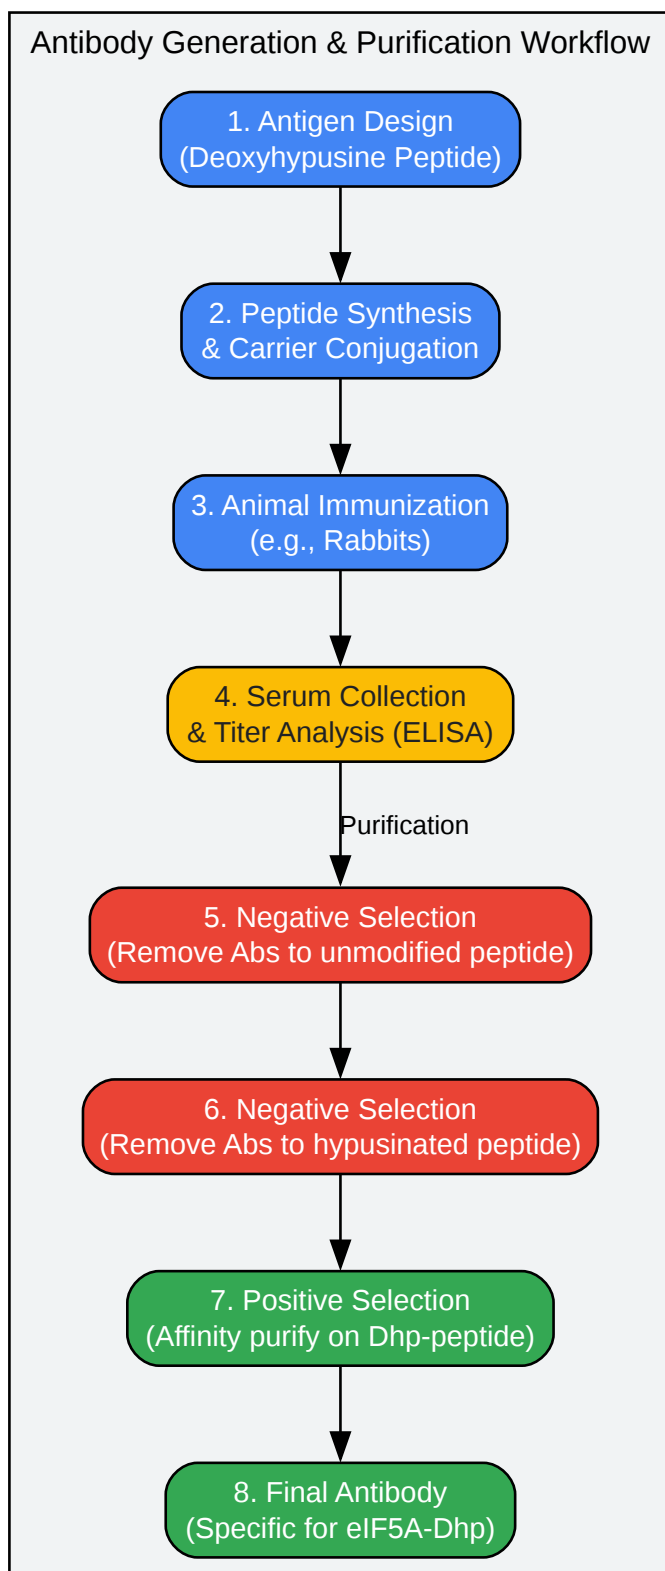 Antibody Generation & Purification Workflow
1. Antigen Design
(Deoxyhypusine Peptide)
2. Peptide Synthesis
& Carrier Conjugation
3. Animal Immunization
(e.g., Rabbits)
4. Serum Collection
& Titer Analysis (ELISA)
Purification
5. Negative Selection
(Remove Abs to unmodified peptide)
6. Negative Selection
(Remove Abs to hypusinated peptide)
7. Positive Selection
(Affinity purify on Dhp-peptide)
8. Final Antibody
(Specific for eIF5A-Dhp)